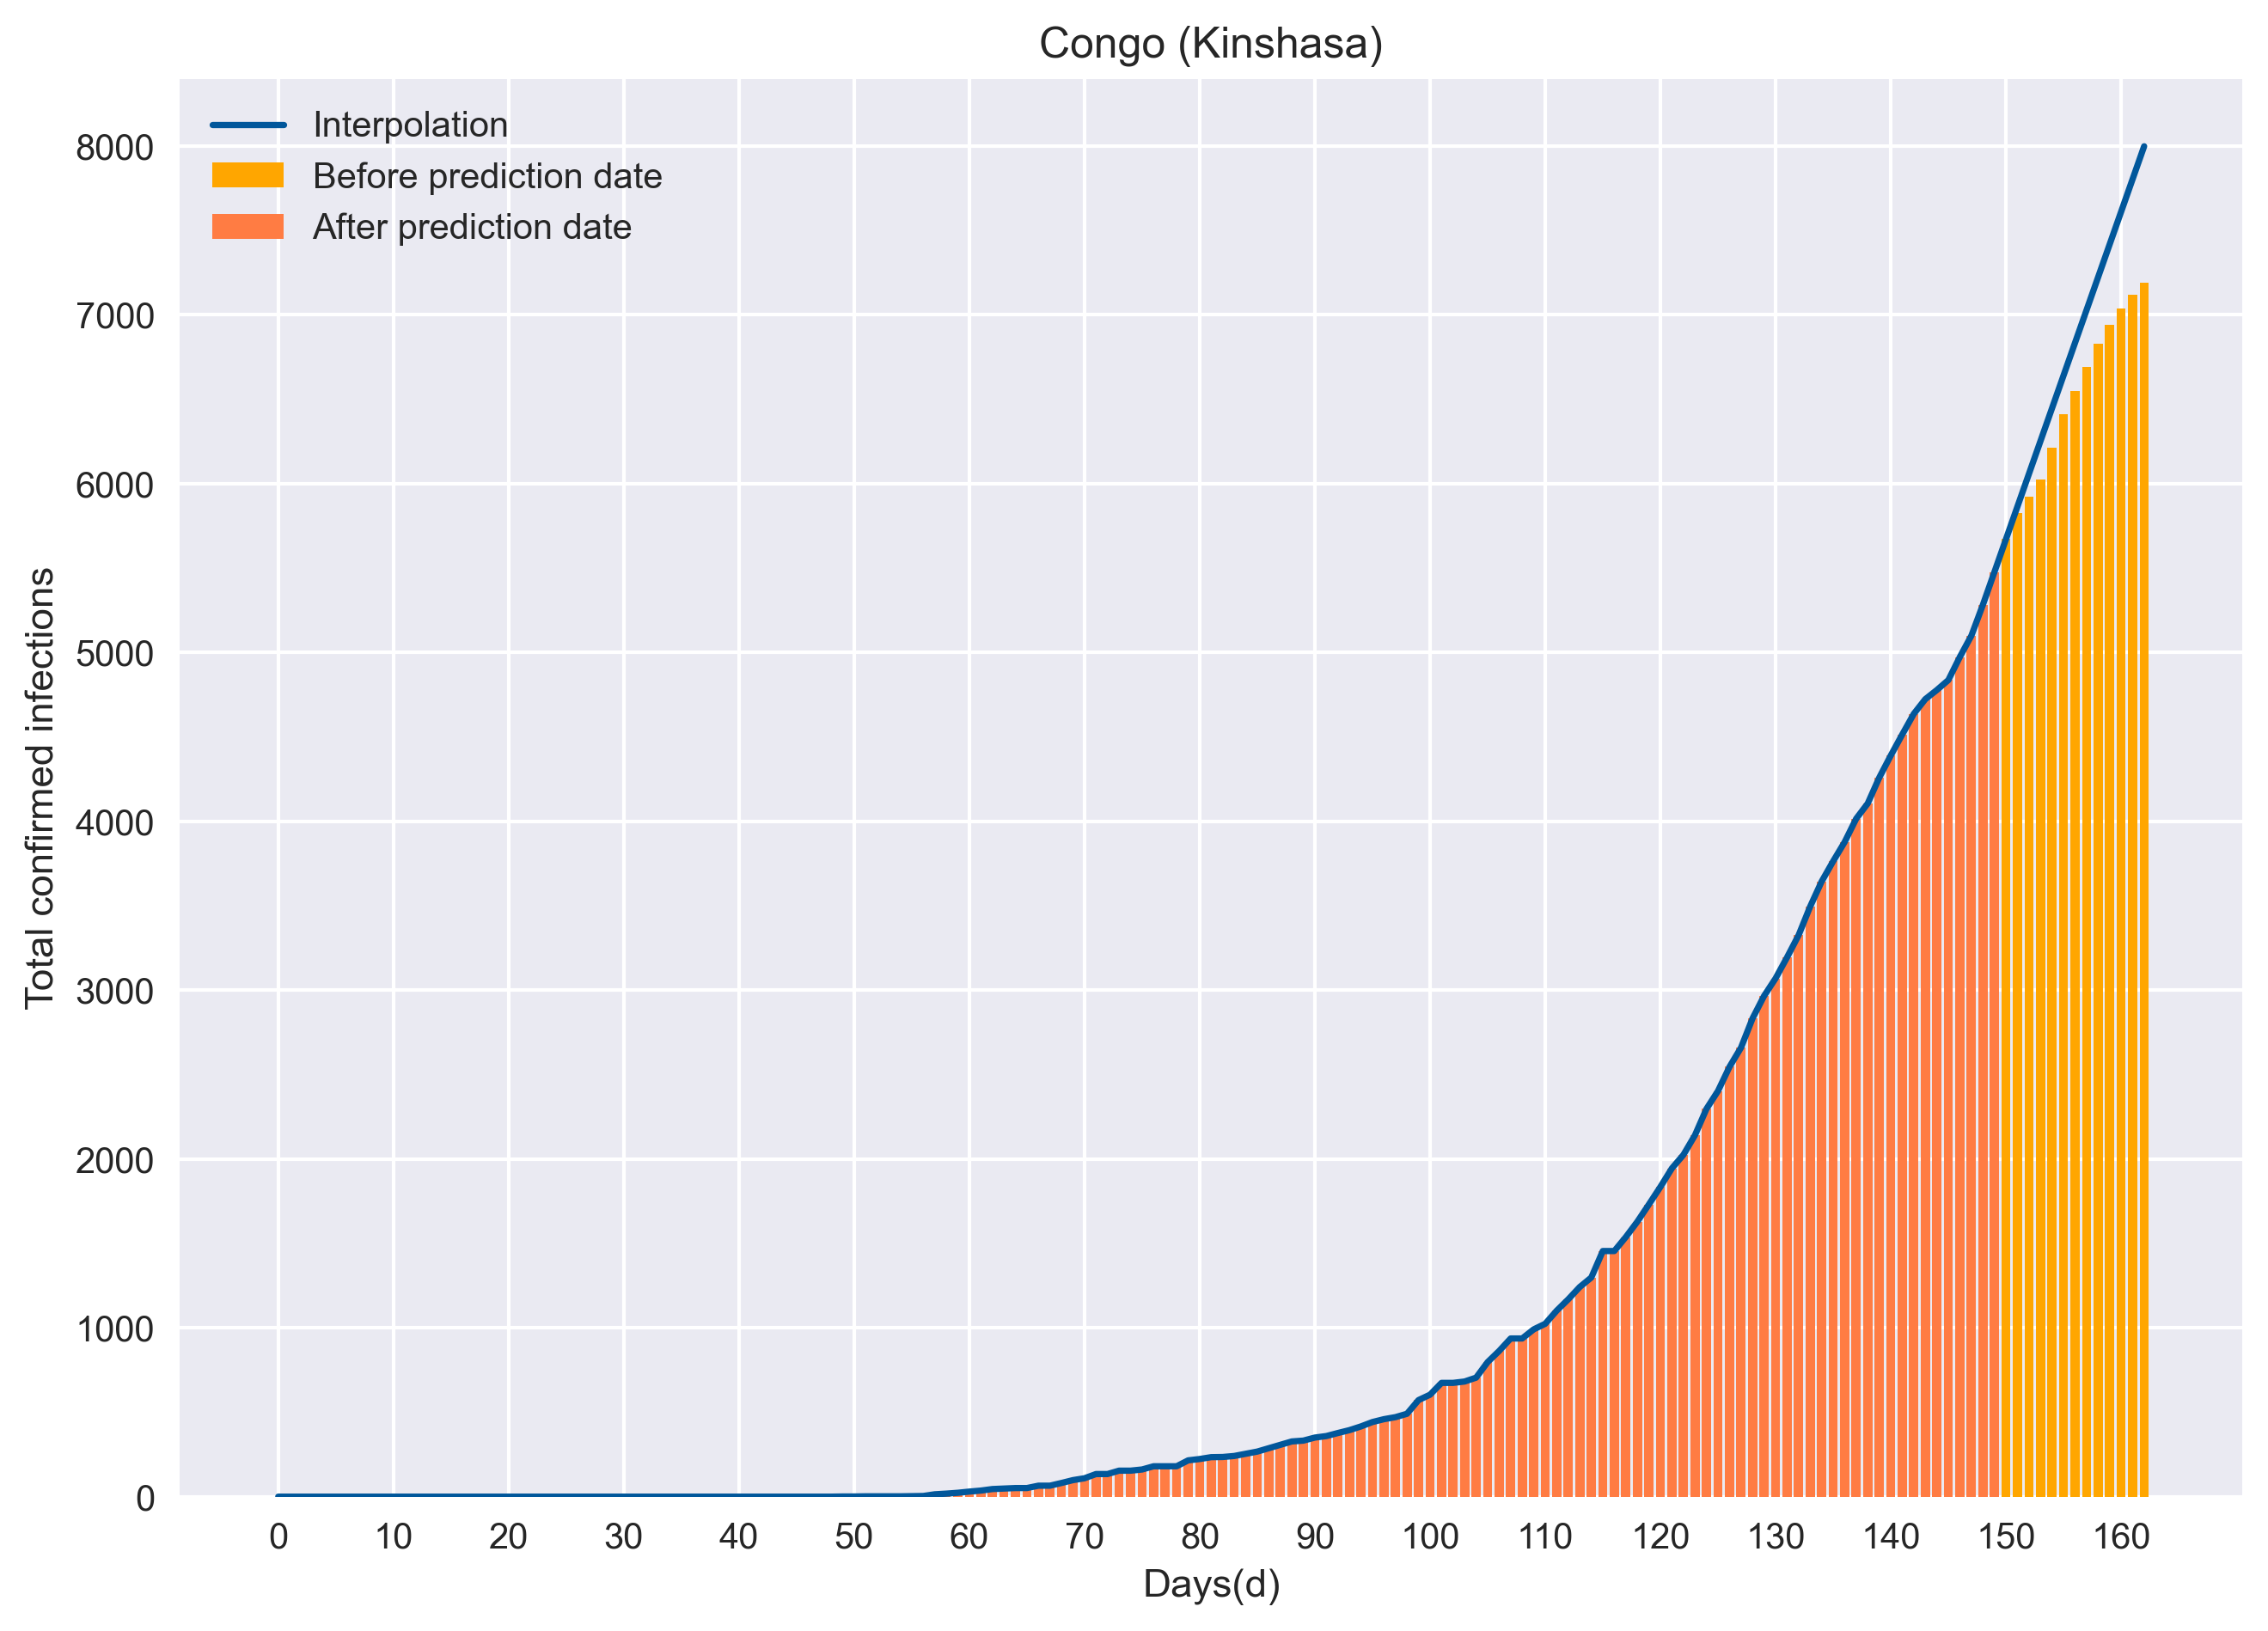 Congo (Kinshasa)
Interpolation
Before prediction date
After prediction date
8000
7000
6000
5000
4000
3000
2000
1000
0
Total confirmed infections
0 10 20 30 40 50 60 70 80 90 100 110 120 130 140 150 160
Days(d)